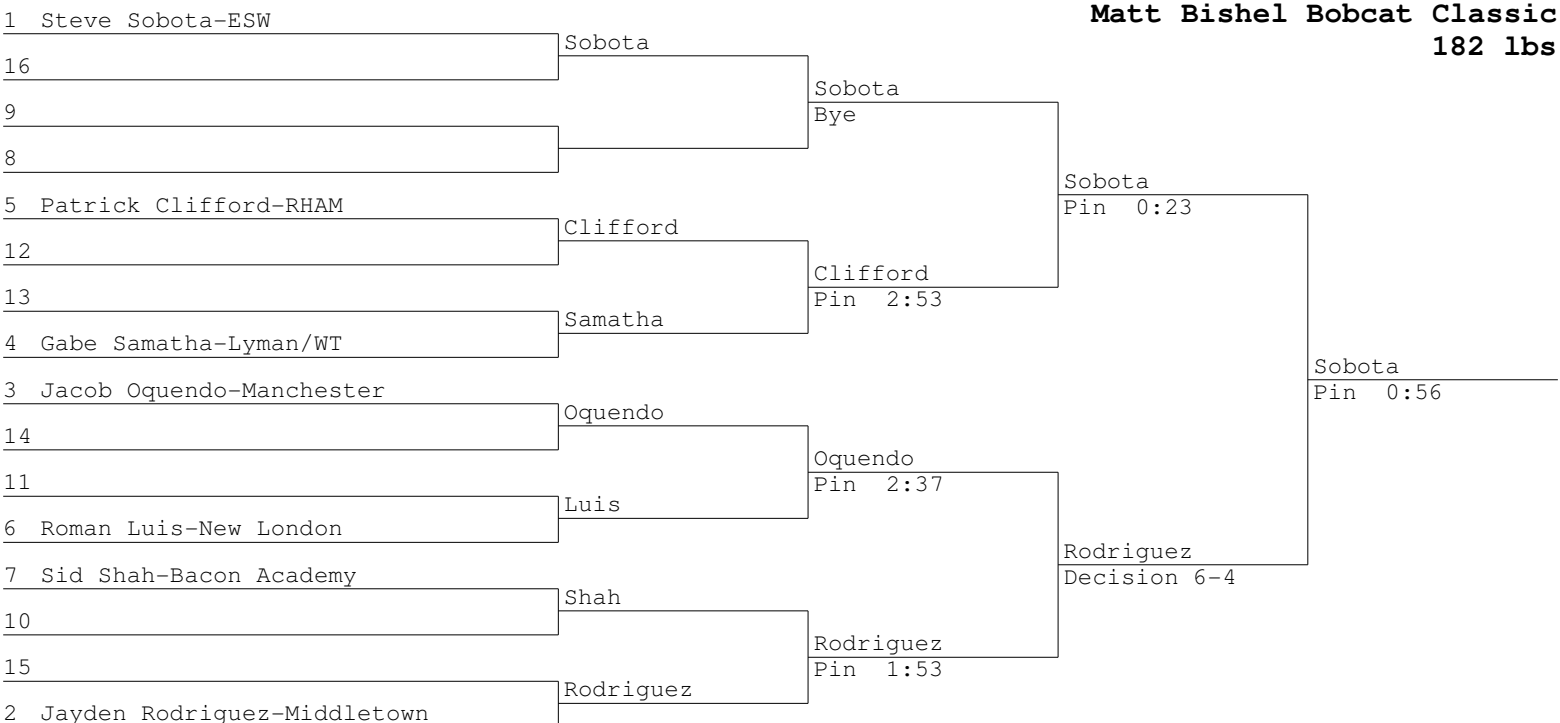 Matt Bishel Bobcat Classic
182 lbs
1 Steve Sobota-ESW
16
9
8
5 Patrick Clifford-RHAM
12
13
4 Gabe Samatha-Lyman/WT
3 Jacob Oquendo-Manchester
14
11
6 Roman Luis-New London
7 Sid Shah-Bacon Academy
10
15
2 Jayden Rodriguez-Middletown
Sobota
Clifford
Samatha
Oquendo
Luis
Shah
Rodriguez
Sobota
Bye
Clifford
Pin 2:53
Oquendo
Pin 2:37
Rodriguez
Pin 1:53
Sobota
Pin 0:23
Rodriguez
Decision 6-4
Sobota
Pin 0:56